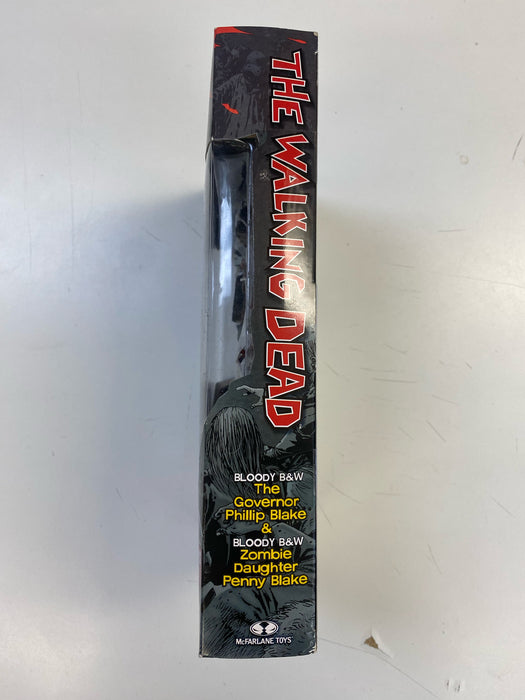 THE WALKING DEAD
BLOODY B&W
The
Governor
Phillip Blake
&
BLOODY B&W
Zombie
Daughter
Penny Blake
McFARLANE TOYS